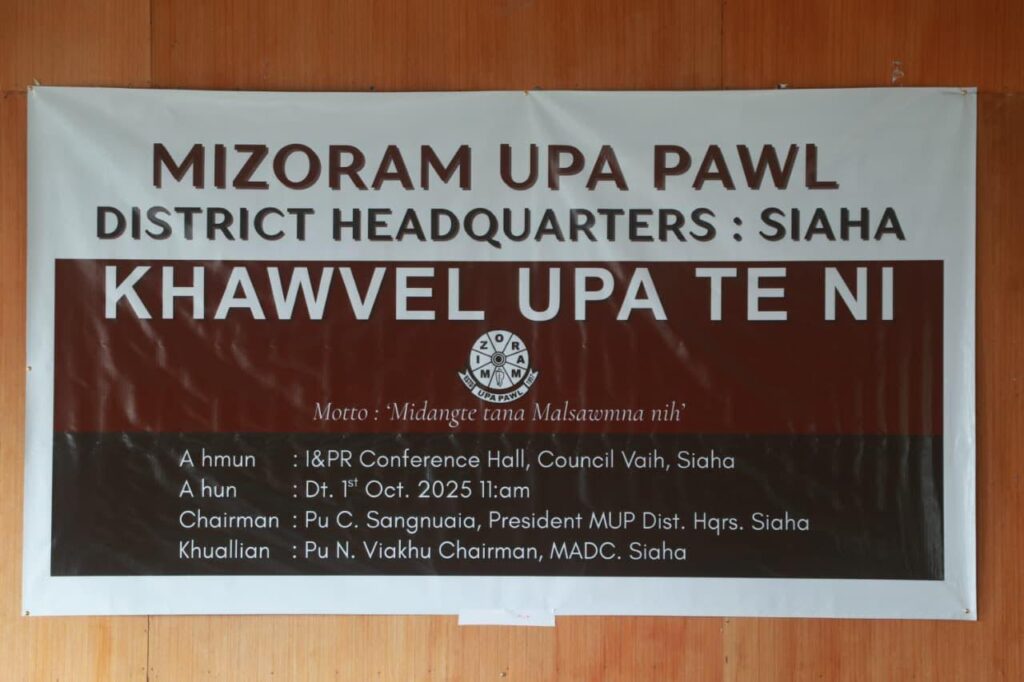 MIZORAM UPA PAWL
DISTRICT HEADQUARTERS : SIAHA
KHAWVEL UPA TE NI
MIZORAM
UPA PAWL
Motto : 'Midangte tana Malsawmna nih'
A hmun : I&PR Conference Hall, Council Vaih, Siaha
A hun : Dt. 1st Oct. 2025 11:am
Chairman : Pu C. Sangnuaia, President MUP Dist. Hqrs. Siaha
Khuallian : Pu N. Viakhu Chairman, MADC. Siaha